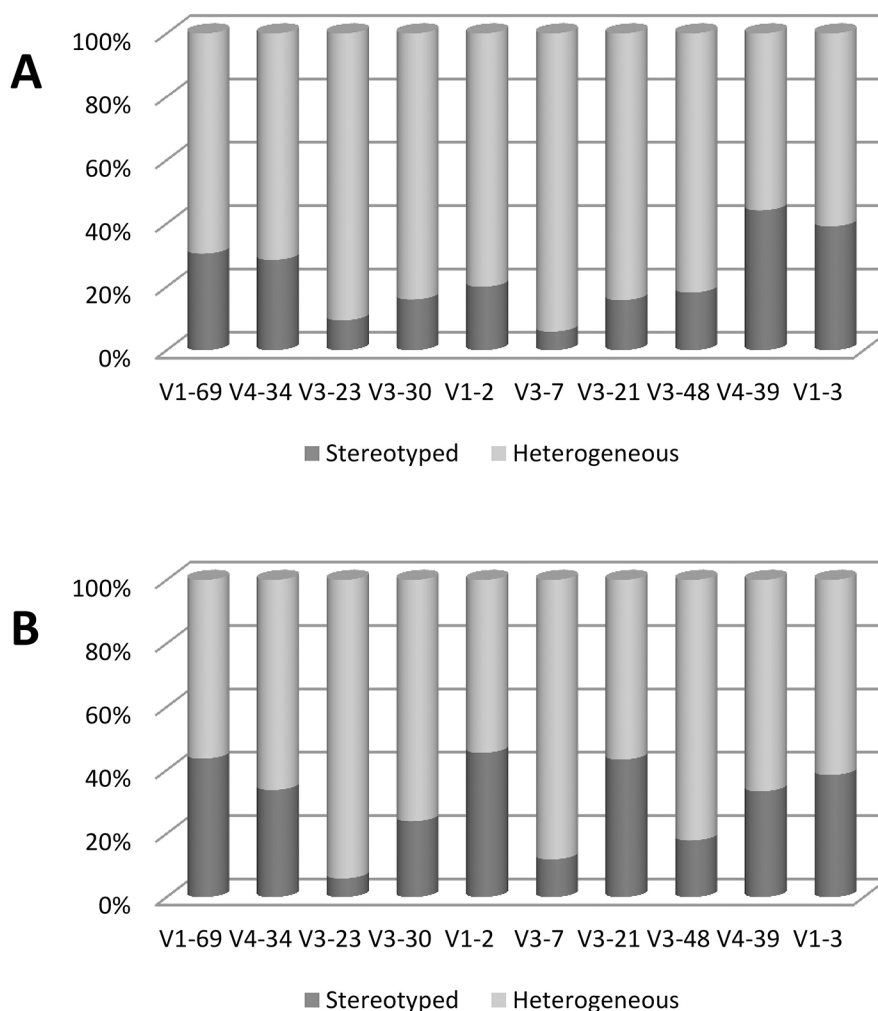 A
100%
80%
60%
40%
20%
0%
V1-69 V4-34 V3-23 V3-30 V1-2 V3-7 V3-21 V3-48 V4-39 V1-3
Stereotyped Heterogeneous
B
100%
80%
60%
40%
20%
0%
V1-69 V4-34 V3-23 V3-30 V1-2 V3-7 V3-21 V3-48 V4-39 V1-3
Stereotyped Heterogeneous